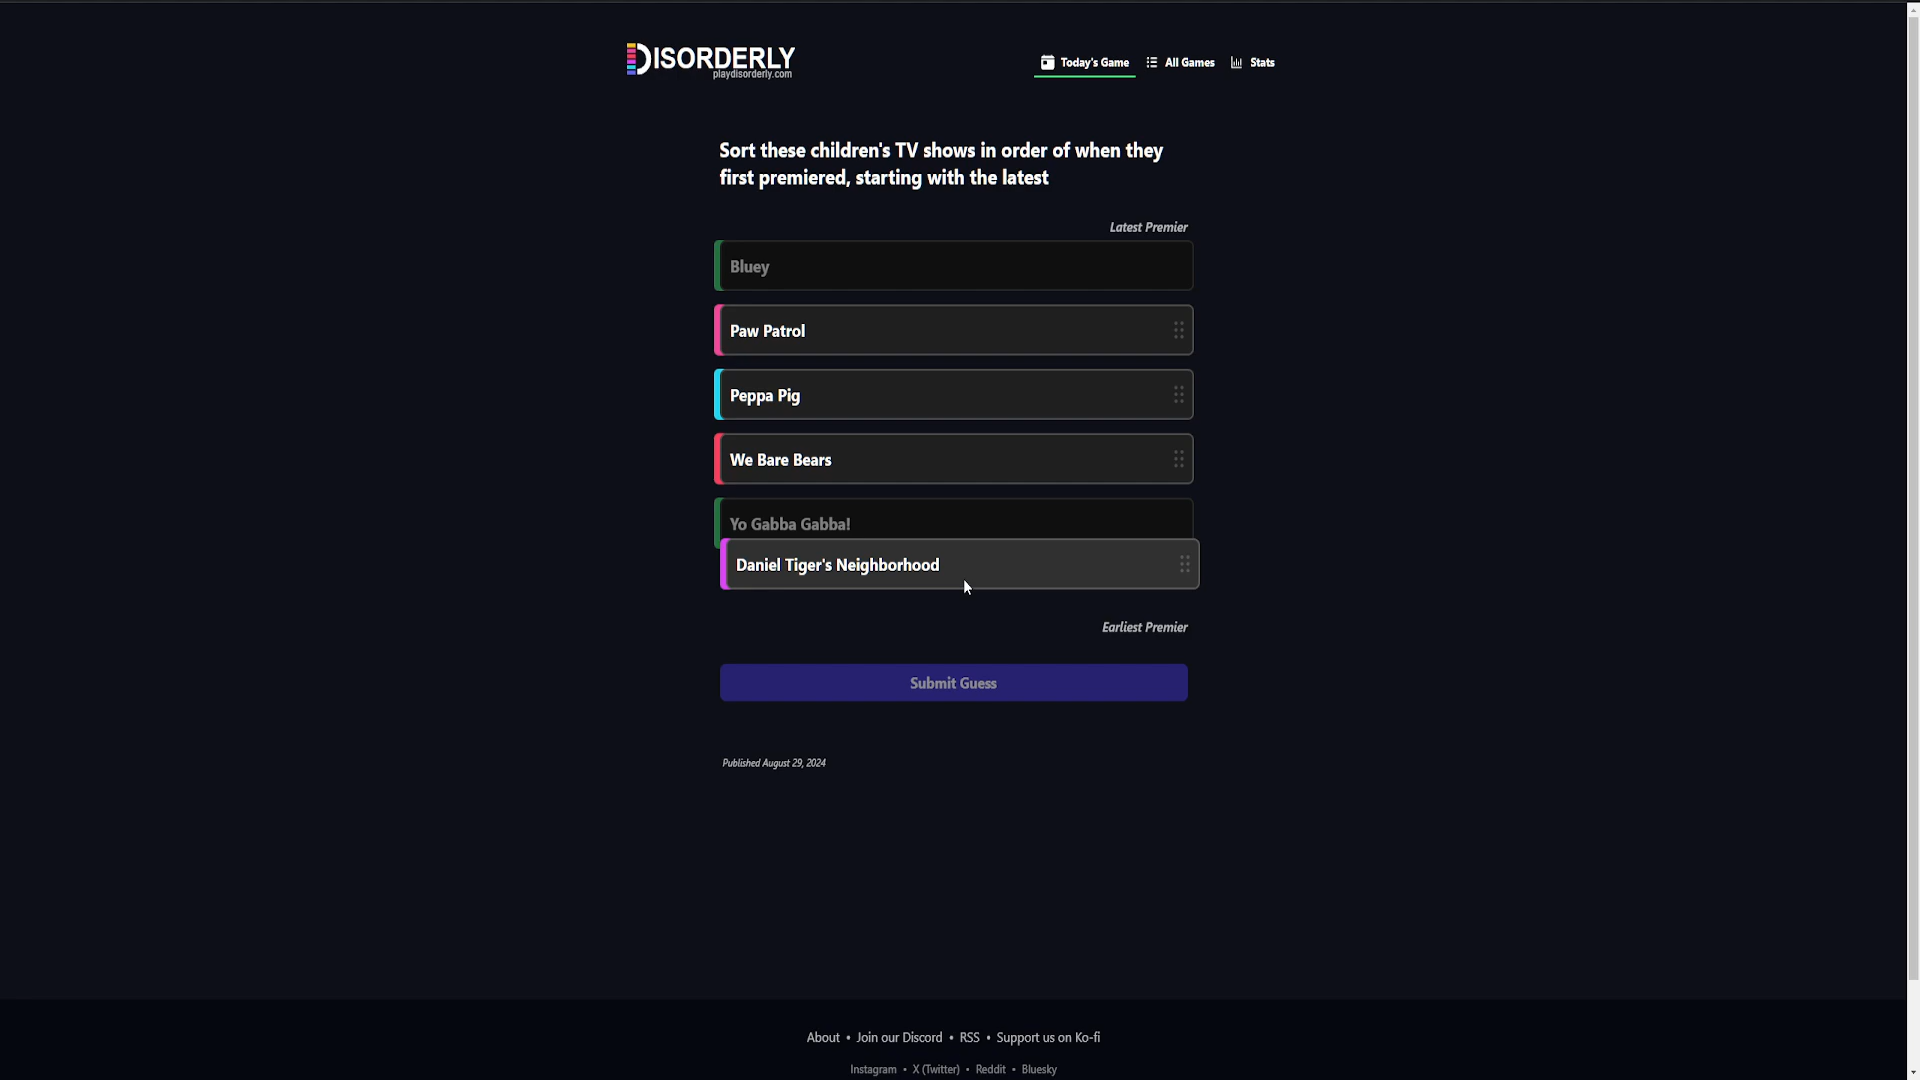 DISORDERLY
playdisorderly.com
Today's Game
All Games
Stats
Sort these children's TV shows in order of when they
first premiered, starting with the latest
Latest Premier
Bluey
Paw Patrol
Peppa Pig
We Bare Bears
Yo Gabba Gabba!
Daniel Tiger's Neighborhood
Earliest Premier
Submit Guess
Published August 29, 2024
About • Join our Discord • RSS • Support us on Ko-fi
Instagram • X (Twitter) • Reddit • Bluesky